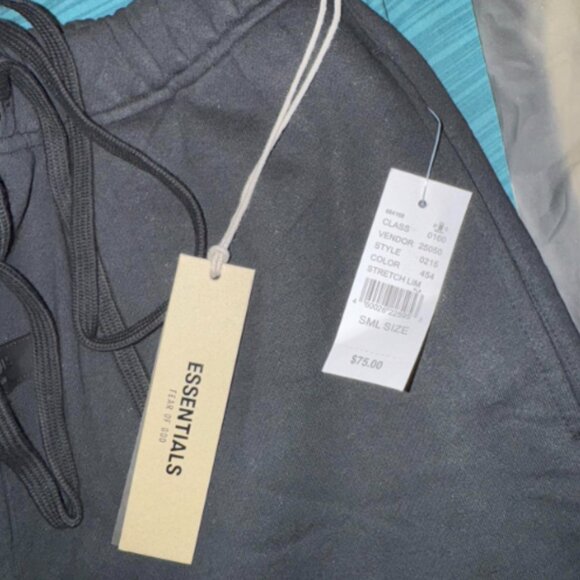 ESSENTIALS
FEAR OF GOD
CLASS 0160
VENDOR 25050
STYLE 0215
COLOR 454
STRETCH LIM
SML SIZE
$75.00